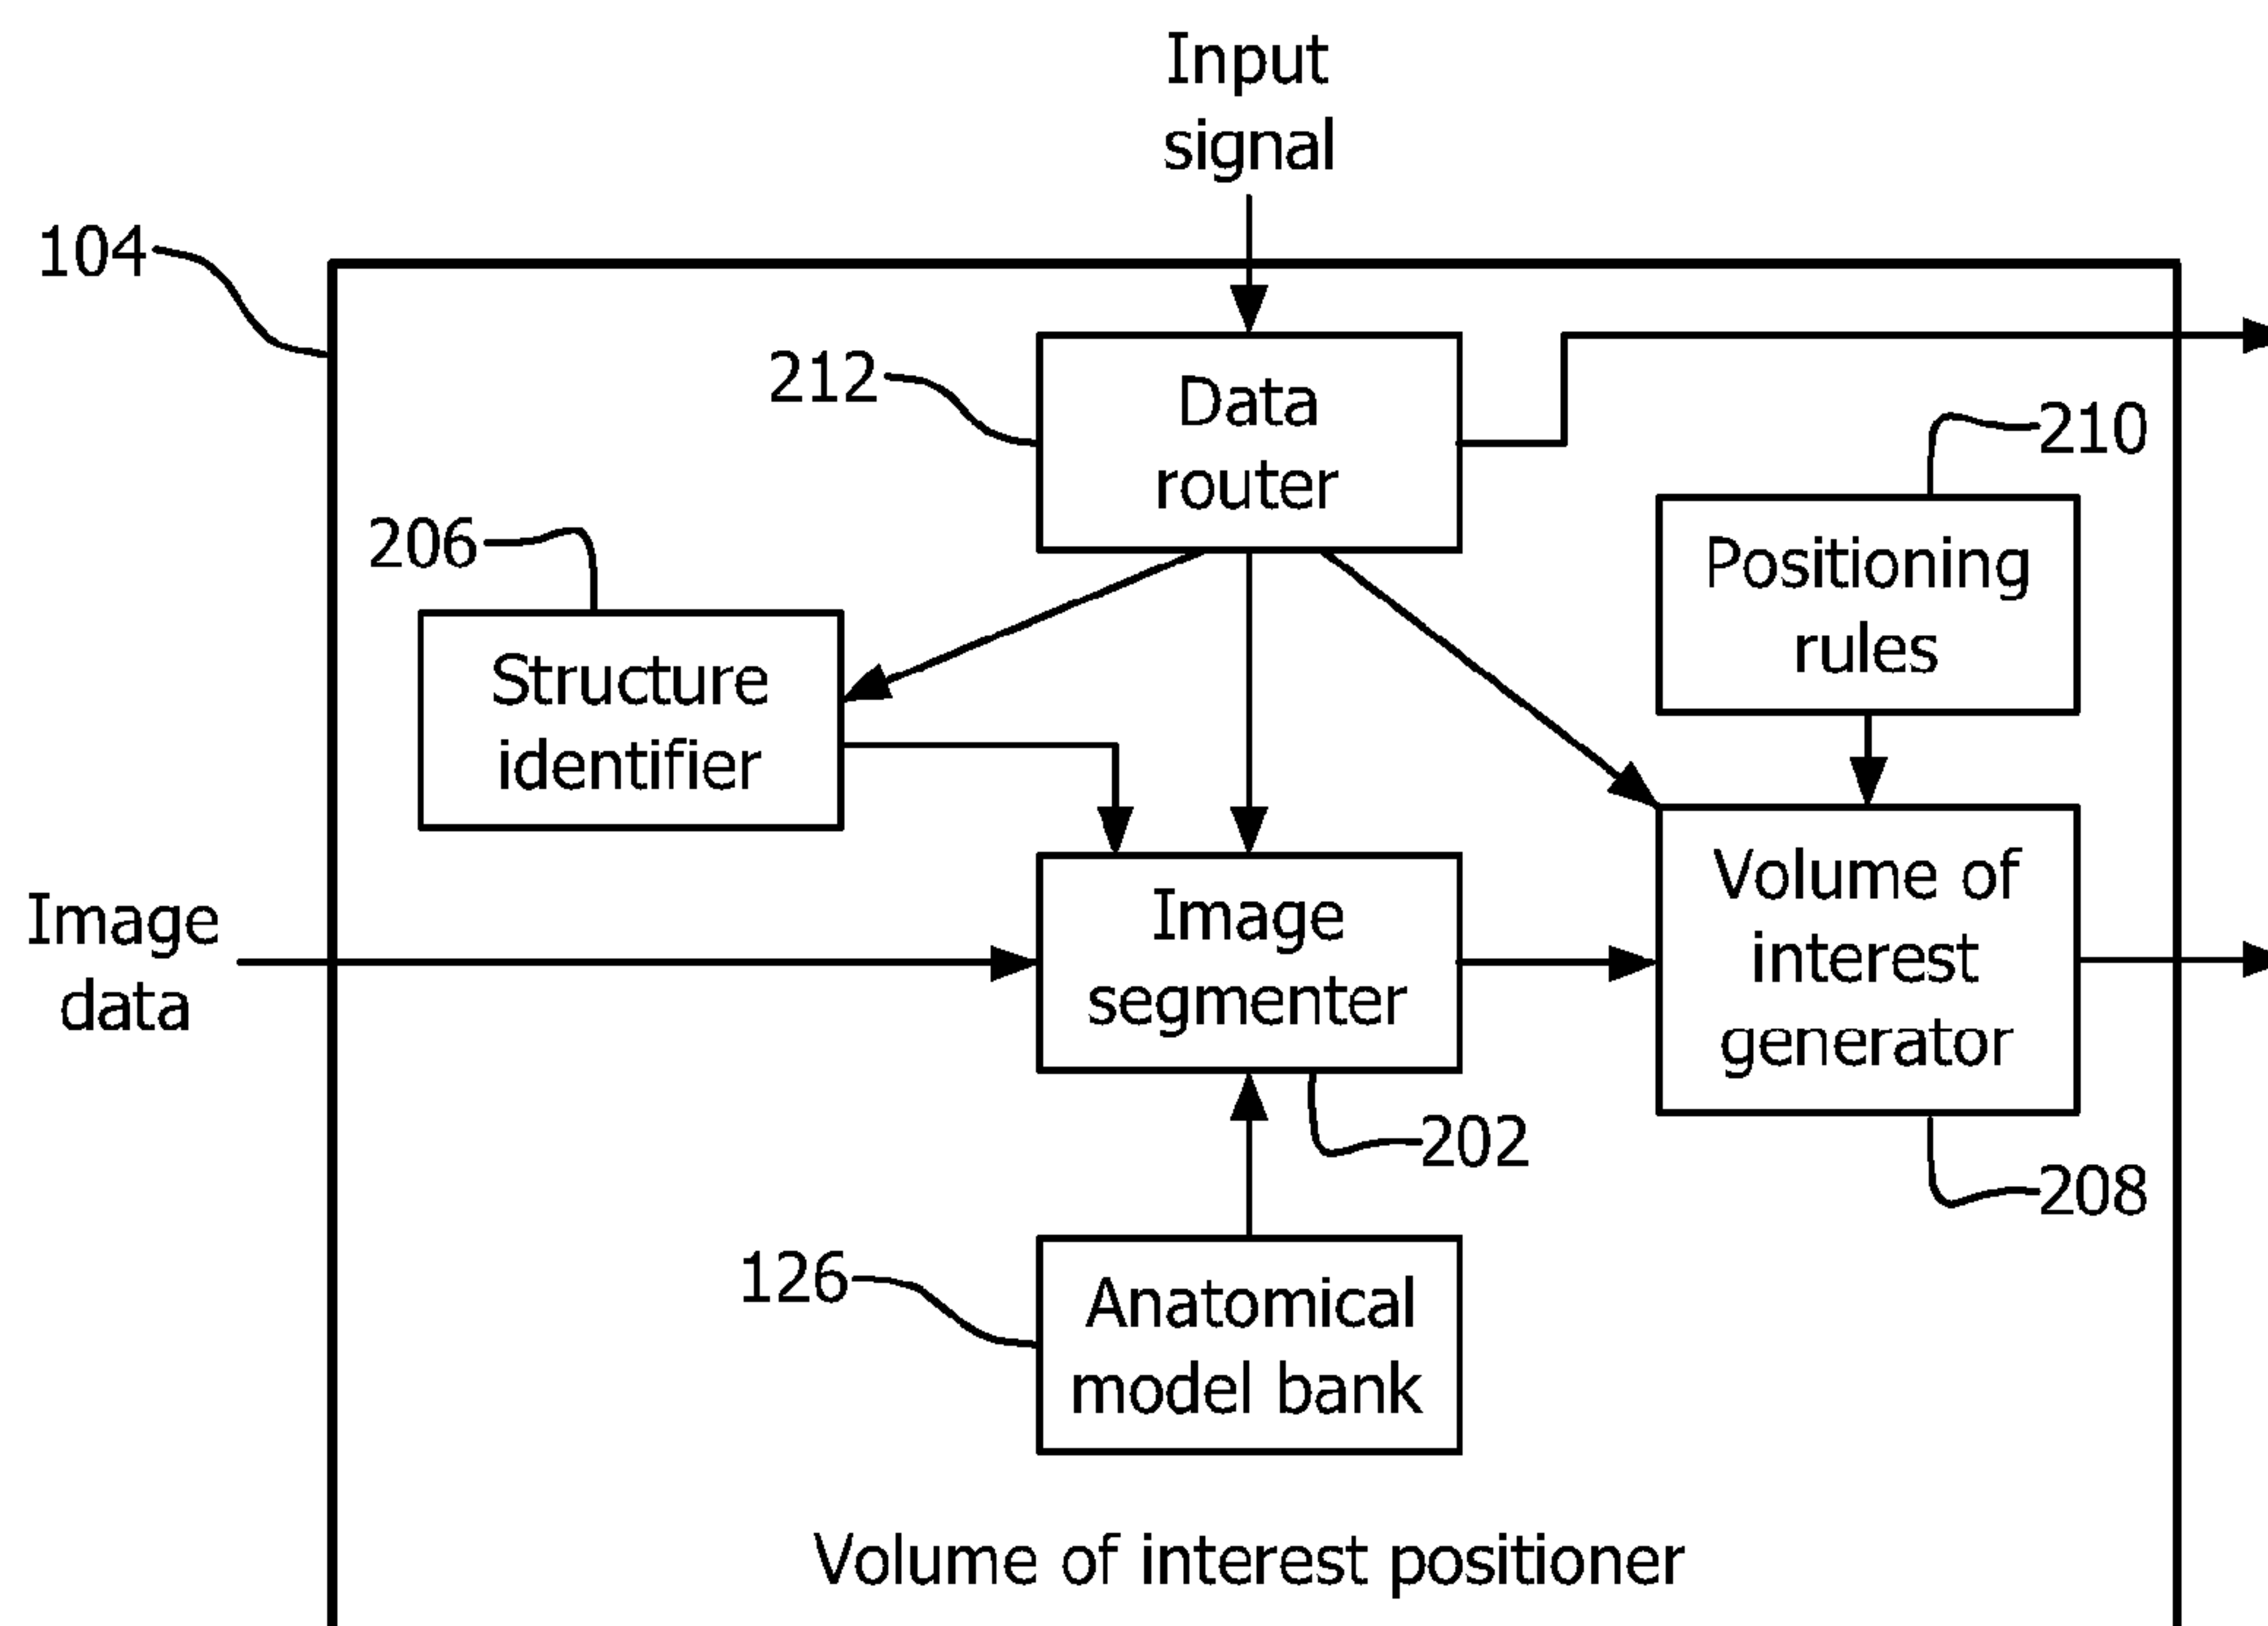 Input
signal
104
212
Data
router
210
206
Positioning
rules
Structure
identifier
Image
data
Image
segmenter
Volume of
interest
generator
202
208
126
Anatomical
model bank
Volume of interest positioner